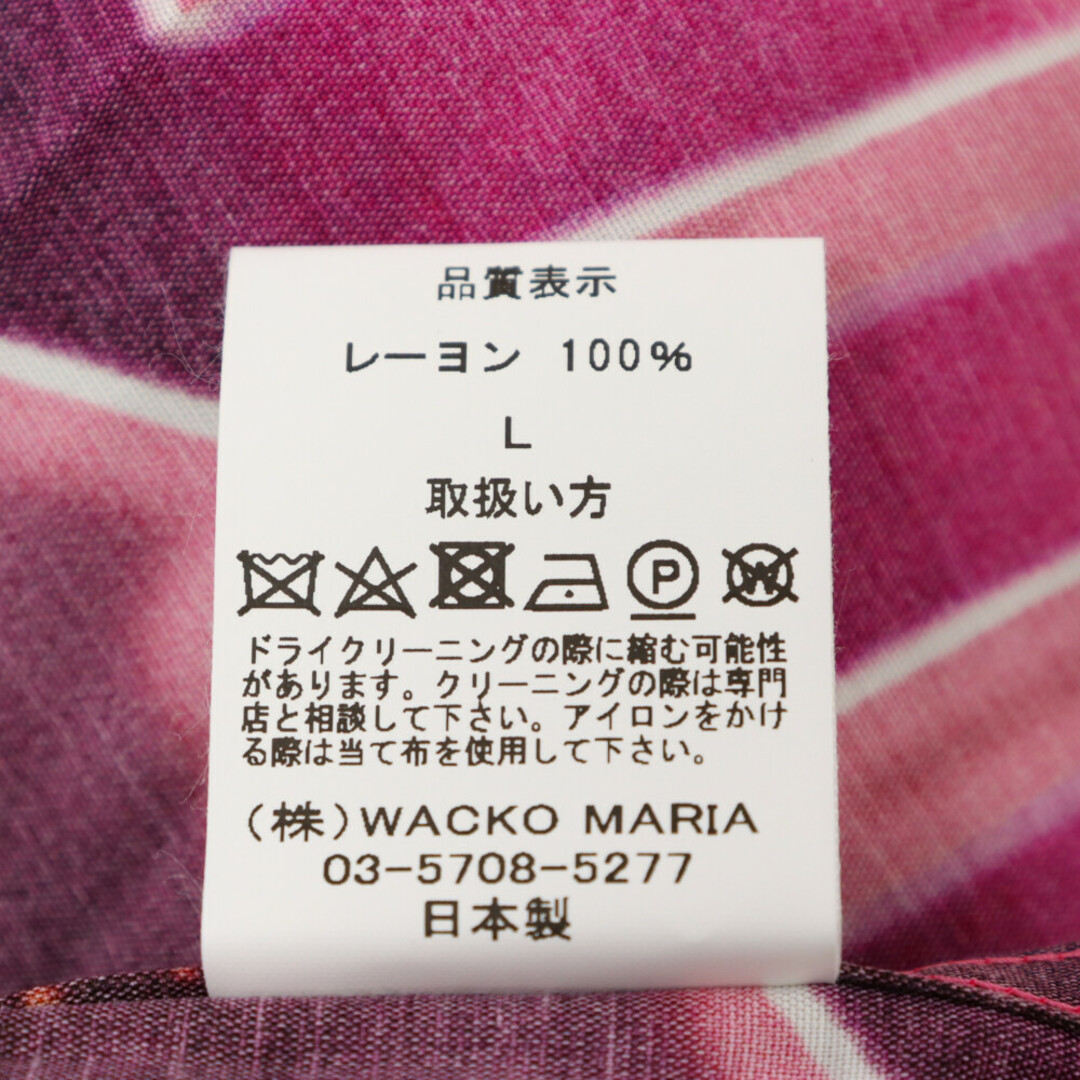 品質表示
レーヨン 100%
L
取扱い方
P W
ドライクリーニングの際に縮む可能性
があります。クリーニングの際は専門
店と相談して下さい。アイロンをかけ
る際は当て布を使用して下さい。
(株)WACKO MARIA
03-5708-5277
日本製